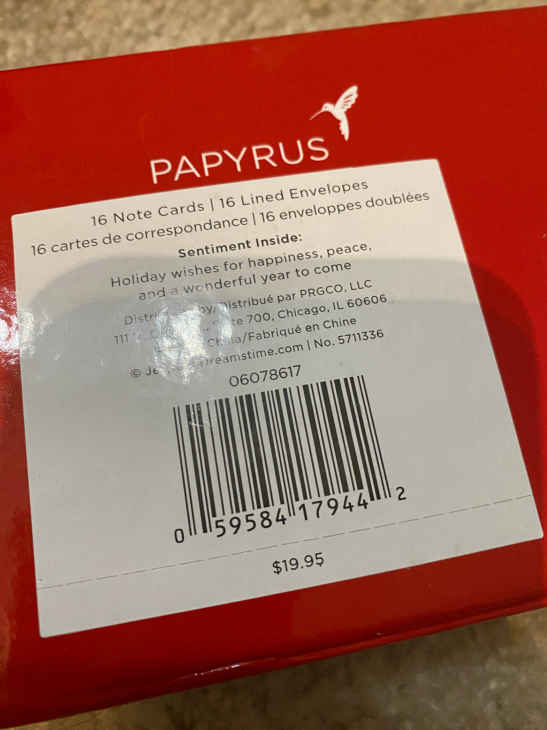 PAPYRUS
16 Note Cards | 16 Lined Envelopes
16 cartes de correspondance | 16 enveloppes doublées
Sentiment Inside:
Holiday wishes for happiness, peace,
and a wonderful year to come
Distribué par PRGCO, LLC
111 700, Chicago, IL 60606
China/Fabriqué en Chine
© Dreamstime.com | No. 5711336
06078617
0 59584 17944 2
$19.95